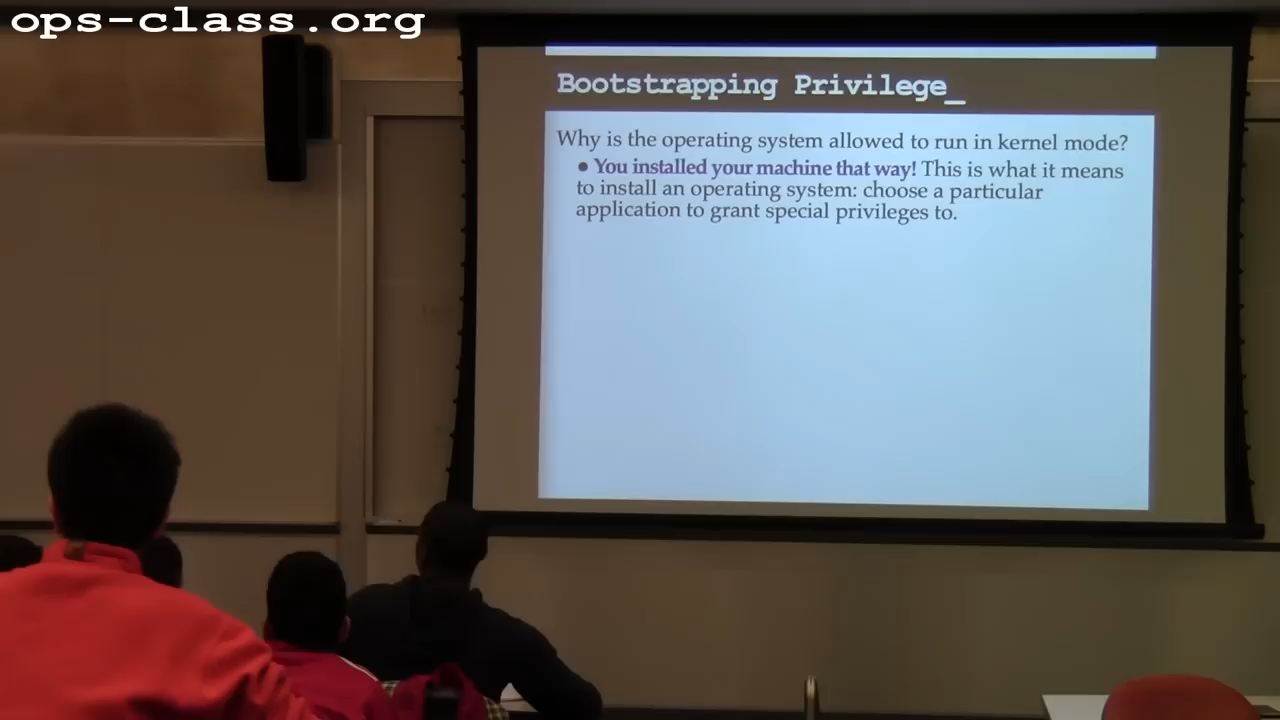 ops-class.org
Bootstrapping Privilege_
Why is the operating system allowed to run in kernel mode?
• You installed your machine that way! This is what it means
to install an operating system: choose a particular
application to grant special privileges to.